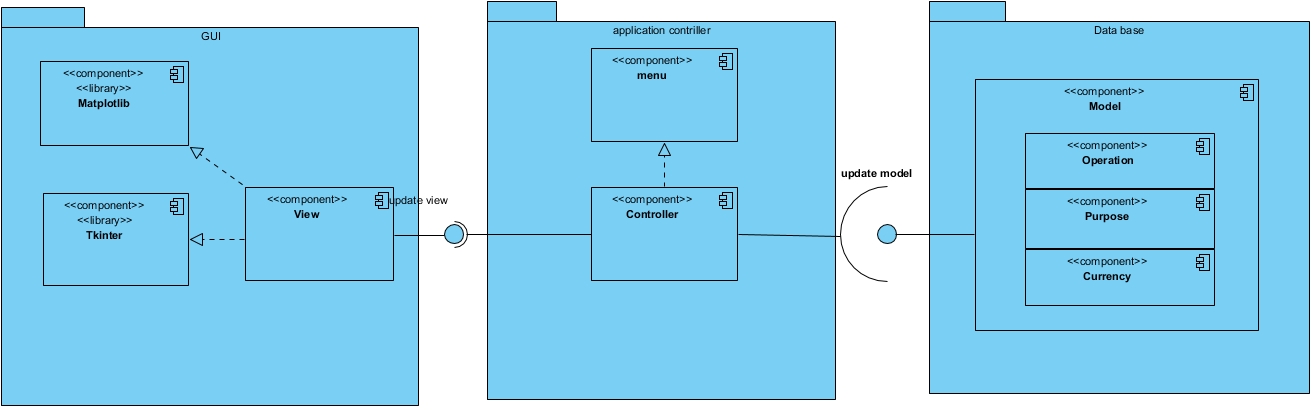 GUI
<<component>>
<<library>>
Matplotlib
<<component>>
<<library>>
Tkinter
<<component>>
View
update view
application contriller
<<component>>
menu
<<component>>
Controller
update model
Data base
<<component>>
Model
<<component>>
Operation
<<component>>
Purpose
<<component>>
Currency